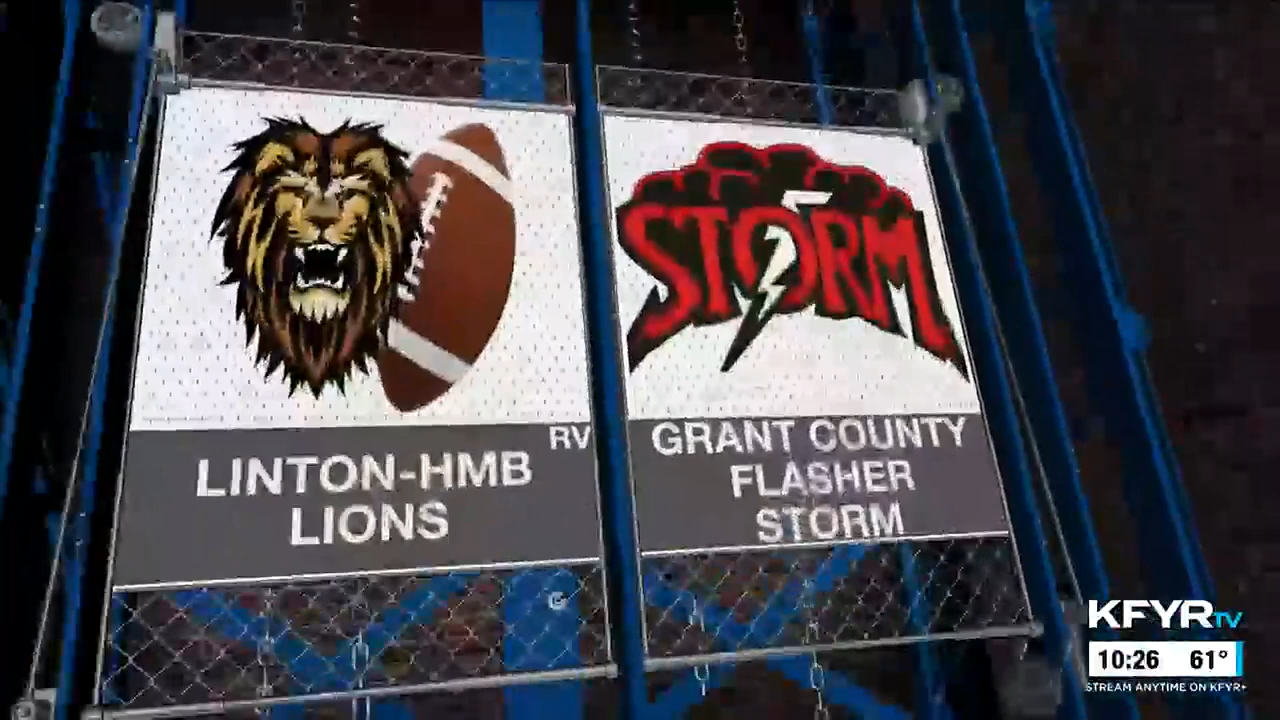 STORM
RV
LINTON-HMB
LIONS
GRANT COUNTY
FLASHER
STORM
KFYRTV
10:26 61°
STREAM ANYTIME ON KFYR+